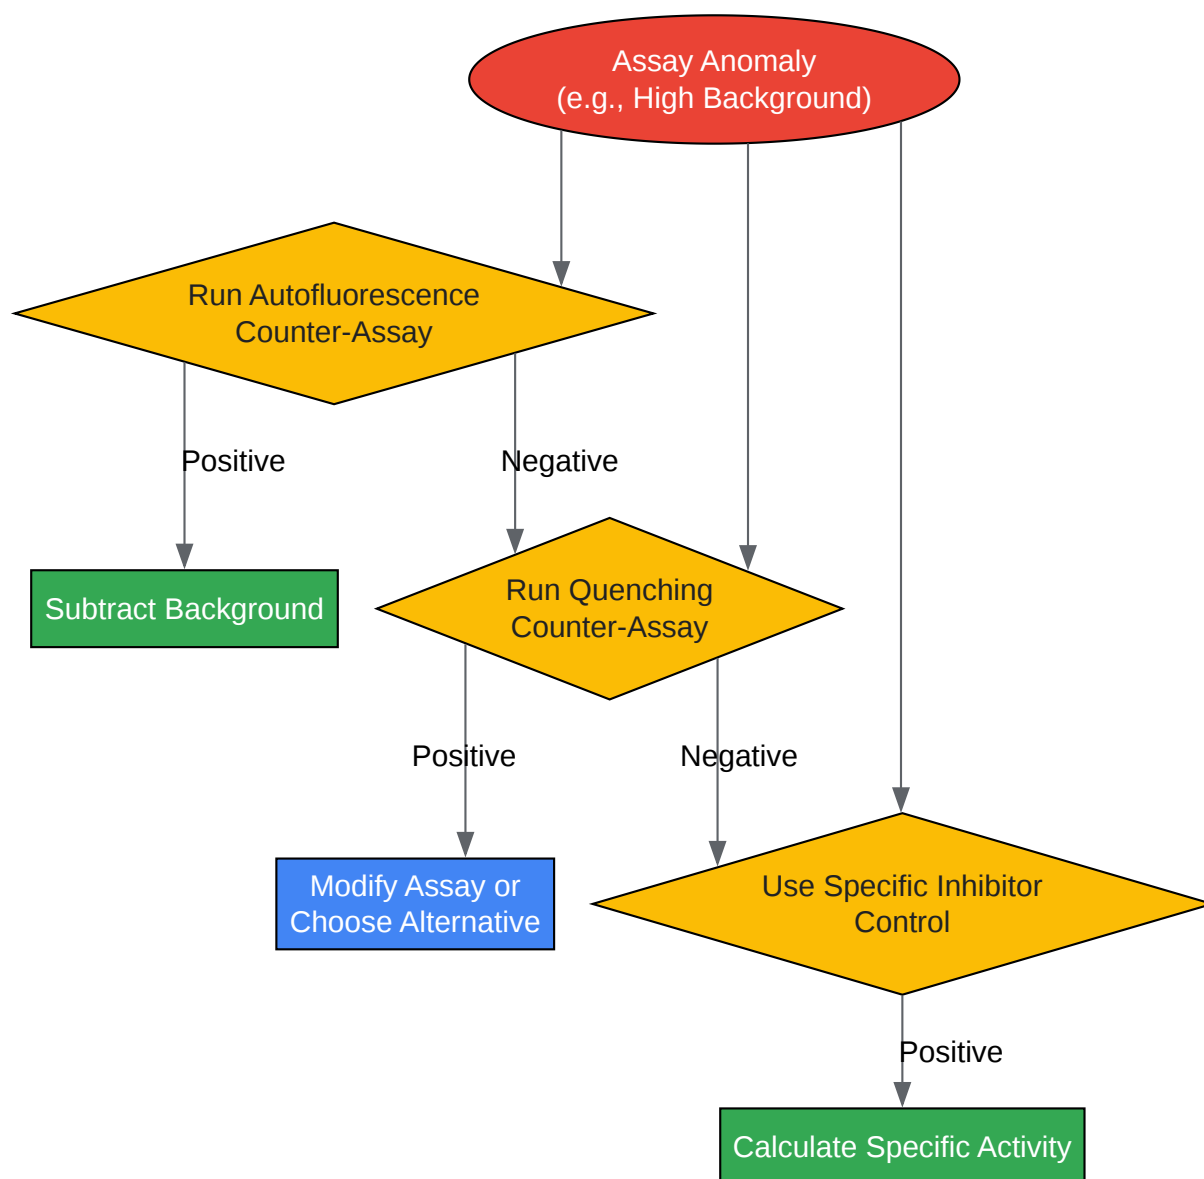 Assay Anomaly
(e.g., High Background)
Run Autofluorescence
Counter-Assay
Positive
Negative
Subtract Background
Run Quenching
Counter-Assay
Positive
Negative
Modify Assay or
Choose Alternative
Use Specific Inhibitor
Control
Positive
Calculate Specific Activity